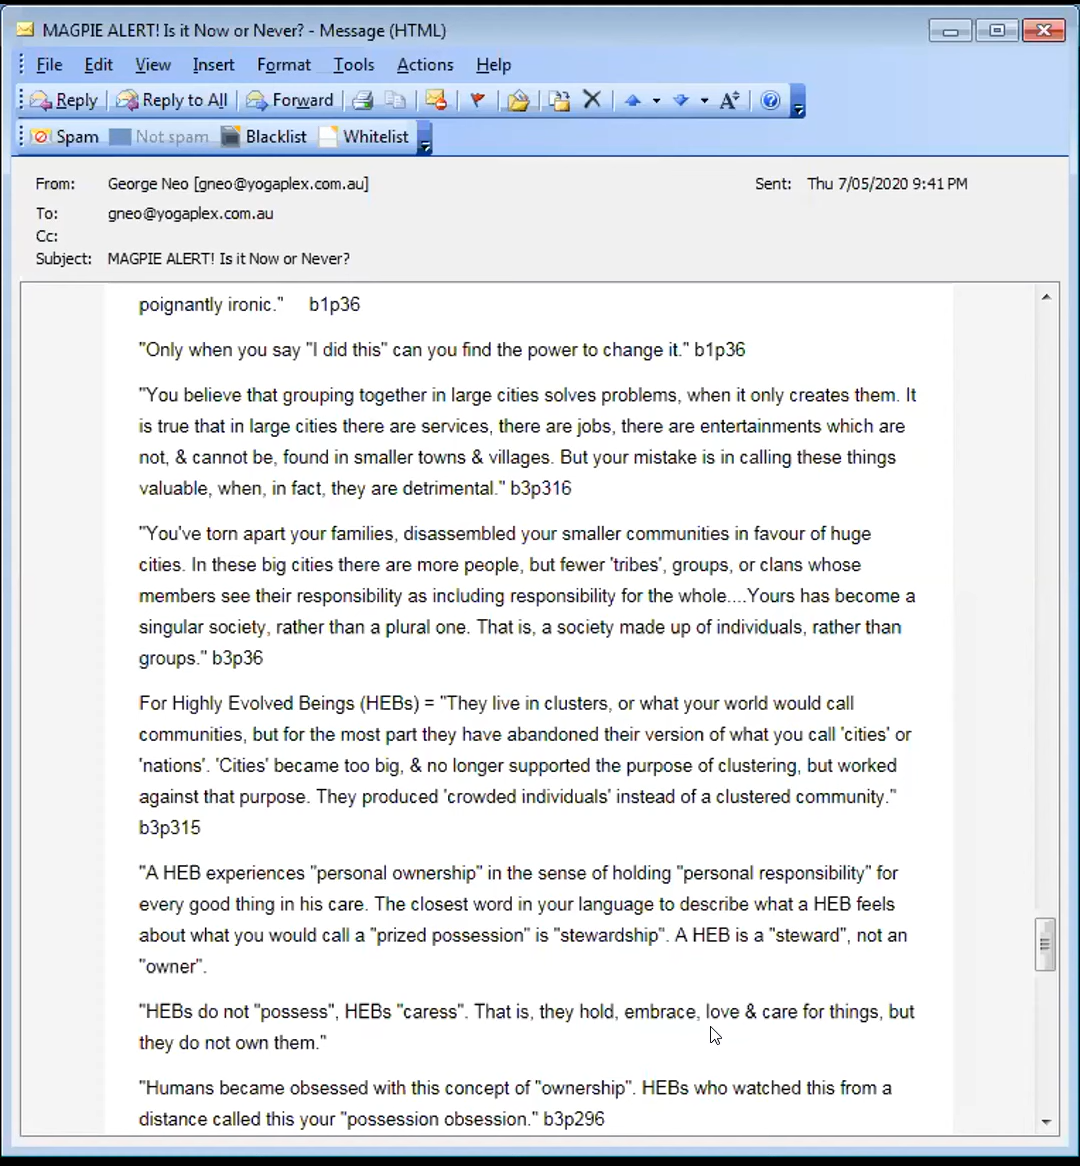 MAGPIE ALERT! Is it Now or Never? - Message (HTML)
File Edit View Insert Format Tools Actions Help
Reply Reply to All Forward
Spam Not spam Blacklist Whitelist
From: George Neo [gneo@yogaplex.com.au] Sent: Thu 7/05/2020 9:41 PM
To: gneo@yogaplex.com.au
Cc:
Subject: MAGPIE ALERT! Is it Now or Never?
poignantly ironic." b1p36
"Only when you say "I did this" can you find the power to change it." b1p36
"You believe that grouping together in large cities solves problems, when it only creates them. It
is true that in large cities there are services, there are jobs, there are entertainments which are
not, & cannot be, found in smaller towns & villages. But your mistake is in calling these things
valuable, when, in fact, they are detrimental." b3p316
"You've torn apart your families, disassembled your smaller communities in favour of huge
cities. In these big cities there are more people, but fewer 'tribes', groups, or clans whose
members see their responsibility as including responsibility for the whole....Yours has become a
singular society, rather than a plural one. That is, a society made up of individuals, rather than
groups." b3p36
For Highly Evolved Beings (HEBs) = "They live in clusters, or what your world would call
communities, but for the most part they have abandoned their version of what you call 'cities' or
'nations'. 'Cities' became too big, & no longer supported the purpose of clustering, but worked
against that purpose. They produced 'crowded individuals' instead of a clustered community."
b3p315
"A HEB experiences "personal ownership" in the sense of holding "personal responsibility" for
every good thing in his care. The closest word in your language to describe what a HEB feels
about what you would call a "prized possession" is "stewardship". A HEB is a "steward", not an
"owner".
"HEBs do not "possess", HEBs "caress". That is, they hold, embrace, love & care for things, but
they do not own them."
"Humans became obsessed with this concept of "ownership". HEBs who watched this from a
distance called this your "possession obsession." b3p296